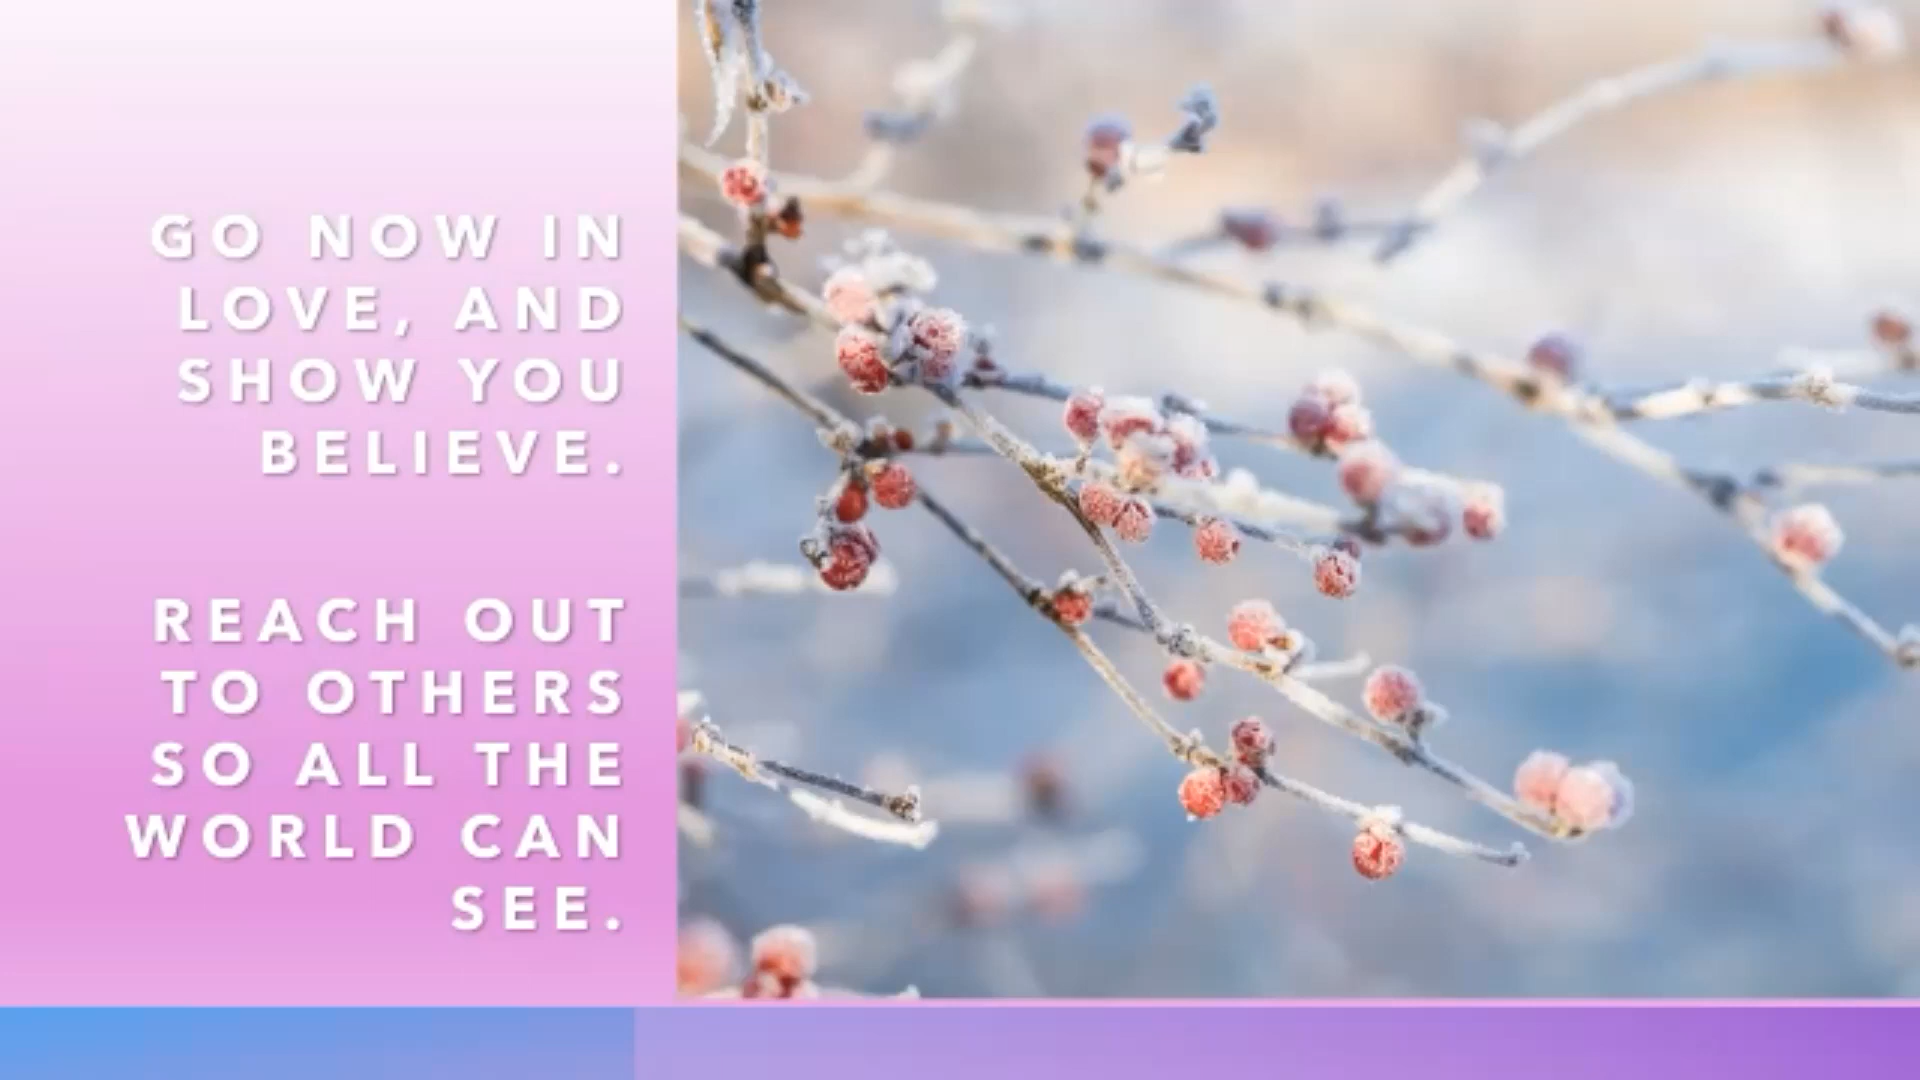 GO NOW IN
LOVE, AND
SHOW YOU
BELIEVE.
REACH OUT
TO OTHERS
SO ALL THE
WORLD CAN
SEE.